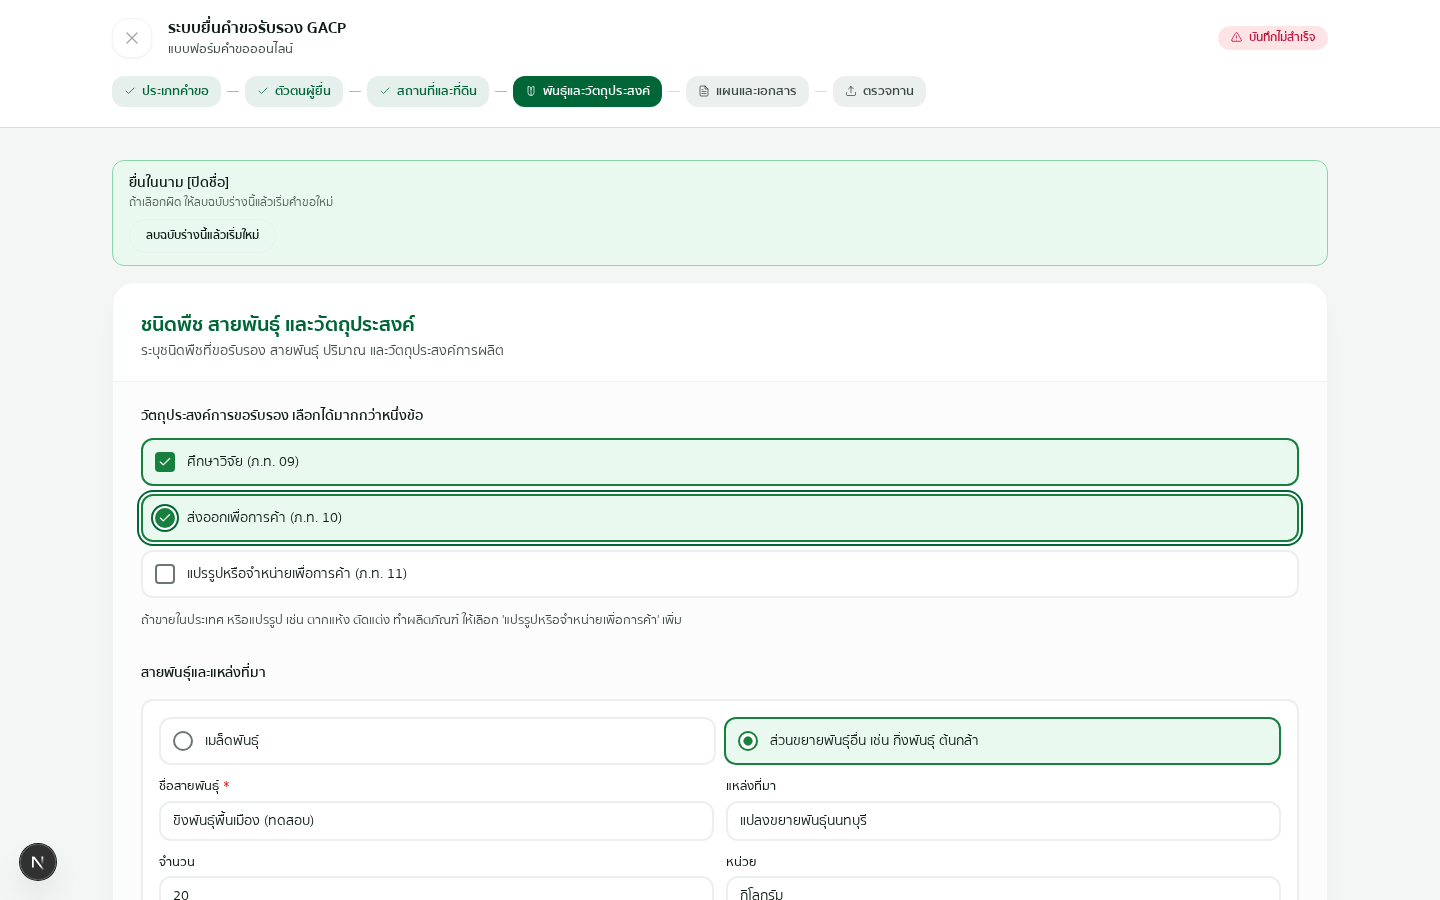 ระบบยื่นคำขอรับรอง GACP
แบบฟอร์มคำขอออนไลน์
บันทึกไม่สำเร็จ
ประเภทคำขอ
ตัวตนผู้ยื่น
สถานที่และที่ดิน
พันธุ์และวัตถุประสงค์
แผนและเอกสาร
ตรวจทาน
ยื่นในนาม [ปิดชื่อ]
ถ้าเลือกผิด ให้ลบฉบับร่างนี้แล้วเริ่มคำขอใหม่
ลบฉบับร่างนี้แล้วเริ่มใหม่
ชนิดพืช สายพันธุ์ และวัตถุประสงค์
ระบุชนิดพืชที่ขอรับรอง สายพันธุ์ ปริมาณ และวัตถุประสงค์การผลิต
วัตถุประสงค์การขอรับรอง เลือกได้มากกว่าหนึ่งข้อ
ศึกษาวิจัย (ภ.ท. 09)
ส่งออกเพื่อการค้า (ภ.ท. 10)
แปรรูปหรือจำหน่ายเพื่อการค้า (ภ.ท. 11)
ถ้าขายในประเทศ หรือแปรรูป เช่น ตากแห้ง ตัดแต่ง ทำผลิตภัณฑ์ ให้เลือก 'แปรรูปหรือจำหน่ายเพื่อการค้า' เพิ่ม
สายพันธุ์และแหล่งที่มา
เมล็ดพันธุ์
ส่วนขยายพันธุ์อื่น เช่น กิ่งพันธุ์ ต้นกล้า
ชื่อสายพันธุ์ *
แหล่งที่มา
ขิงพันธุ์พื้นเมือง (ทดสอบ)
แปลงขยายพันธุ์นนทบุรี
จำนวน
หน่วย
20
กิโลกรัม
N